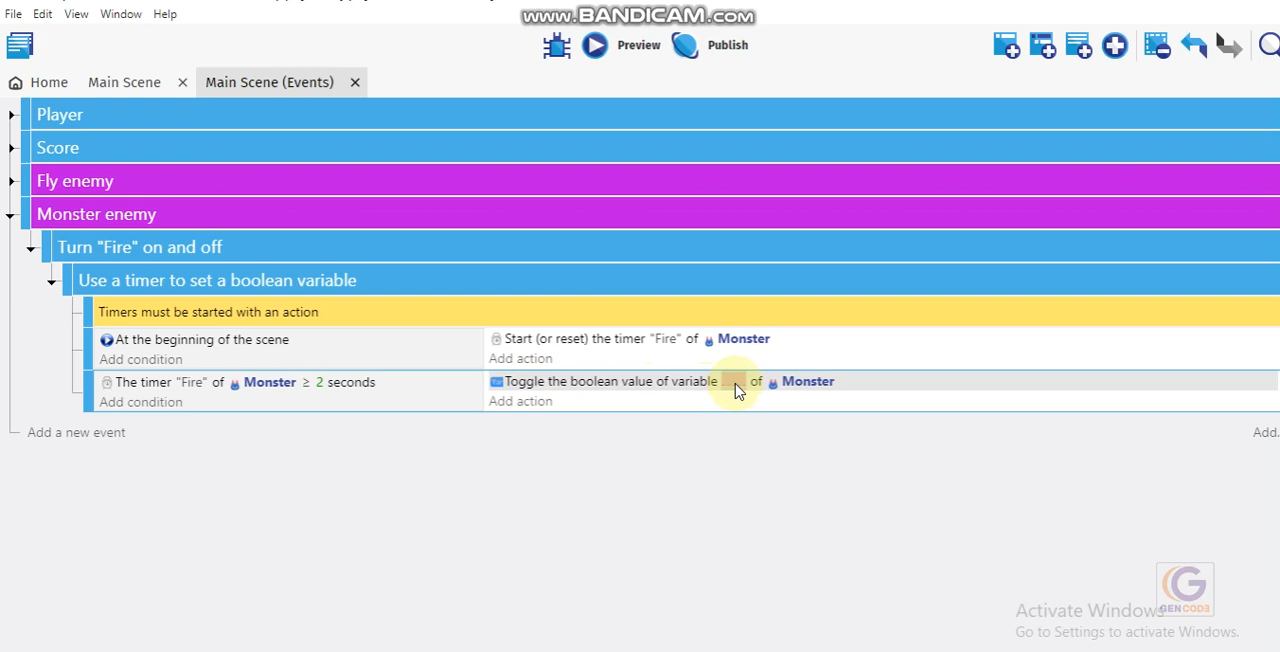 www.BANDICAM.com
File Edit View Window Help
Preview Publish
Home Main Scene Main Scene (Events)
Player
Score
Fly enemy
Monster enemy
Turn "Fire" on and off
Use a timer to set a boolean variable
Timers must be started with an action
At the beginning of the scene Start (or reset) the timer "Fire" of Monster
Add condition Add action
The timer "Fire" of Monster ≥ 2 seconds Toggle the boolean value of variable of Monster
Add condition Add action
Add a new event Add.
G
GENCODE
Activate Windows
Go to Settings to activate Windows.